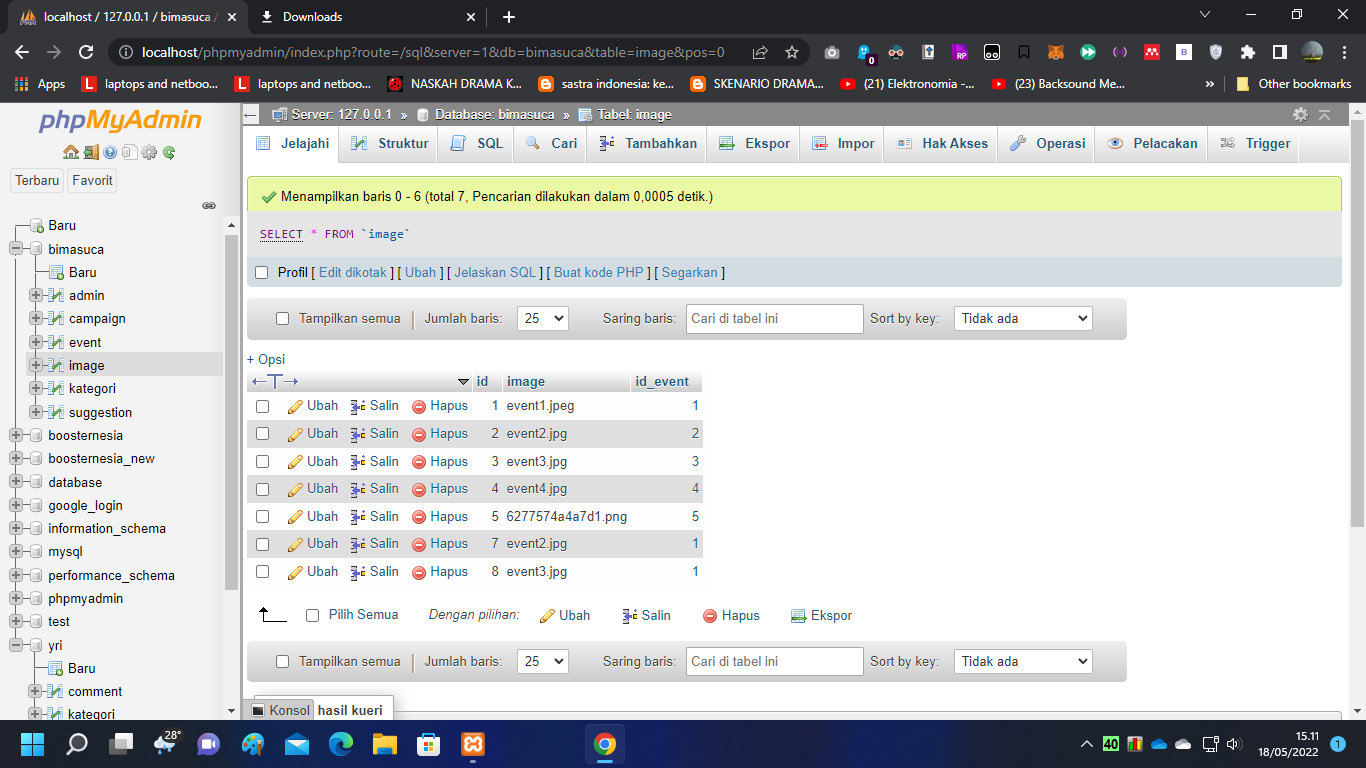 localhost / 127.0.0.1 / bimasuca /
Downloads
localhost/phpmyadmin/index.php?route=/sql&server=1&db=bimasuca&table=image&pos=0
0
RP
B
Apps
laptops and netboo...
laptops and netboo...
NASKAH DRAMA K...
sastra indonesia: ke...
SKENARIO DRAMA...
(21) Elektronomia -...
(23) Backsound Me...
»
Other bookmarks
phpMyAdmin
Terbaru
Favorit
Baru
bimasuca
Baru
admin
campaign
event
image
kategori
suggestion
boosternesia
boosternesia_new
database
google_login
information_schema
mysql
performance_schema
phpmyadmin
test
yri
Baru
comment
kategori
Server: 127.0.0.1 » Database: bimasuca » Tabel: image
Jelajahi
Struktur
SQL
Cari
Tambahkan
Ekspor
Impor
Hak Akses
Operasi
Pelacakan
Trigger
Menampilkan baris 0 - 6 (total 7, Pencarian dilakukan dalam 0,0005 detik.)
SELECT * FROM `image`
Profil [ Edit dikotak ] [ Ubah ] [ Jelaskan SQL ] [ Buat kode PHP ] [ Segarkan ]
Tampilkan semua | Jumlah baris: 25 Saring baris: Cari di tabel ini Sort by key: Tidak ada
+ Opsi
←T→ id image id_event
Ubah Salin Hapus 1 event1.jpeg 1
Ubah Salin Hapus 2 event2.jpg 2
Ubah Salin Hapus 3 event3.jpg 3
Ubah Salin Hapus 4 event4.jpg 4
Ubah Salin Hapus 5 6277574a4a7d1.png 5
Ubah Salin Hapus 7 event2.jpg 1
Ubah Salin Hapus 8 event3.jpg 1
Pilih Semua Dengan pilihan: Ubah Salin Hapus Ekspor
Tampilkan semua | Jumlah baris: 25 Saring baris: Cari di tabel ini Sort by key: Tidak ada
Konsol hasil kueri
28°
40
15.11
18/05/2022
1